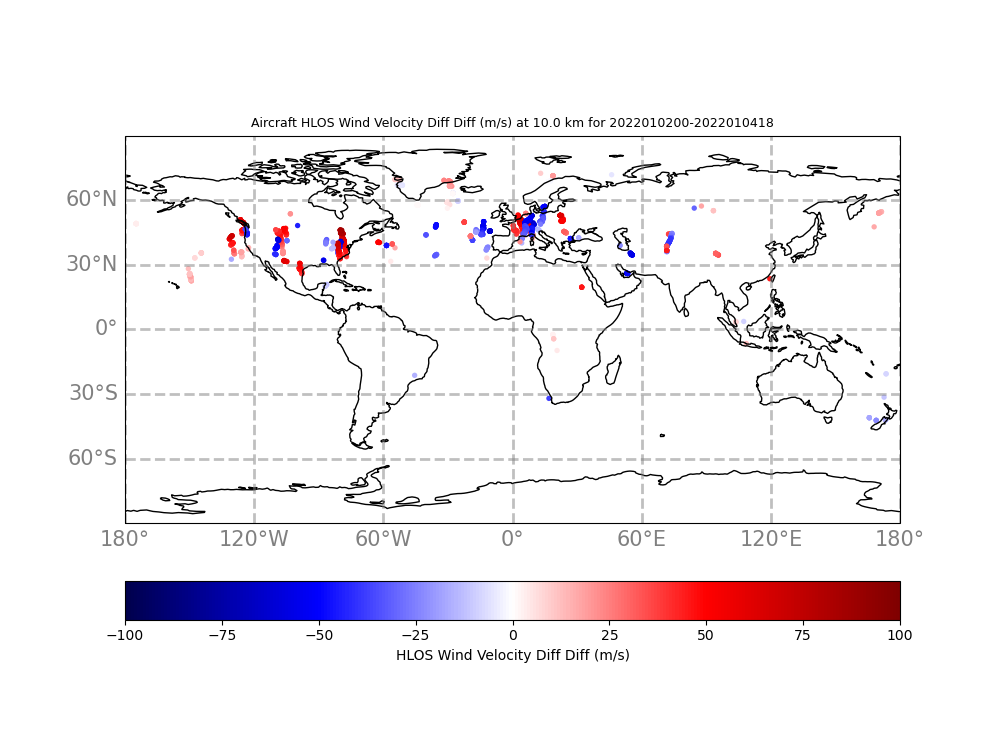 Aircraft HLOS Wind Velocity Diff Diff (m/s) at 10.0 km for 2022010200-2022010418
60°N
30°N
0°
30°S
60°S
180° 120°W 60°W 0° 60°E 120°E 180°
−100 −75 −50 −25 0 25 50 75 100
HLOS Wind Velocity Diff Diff (m/s)